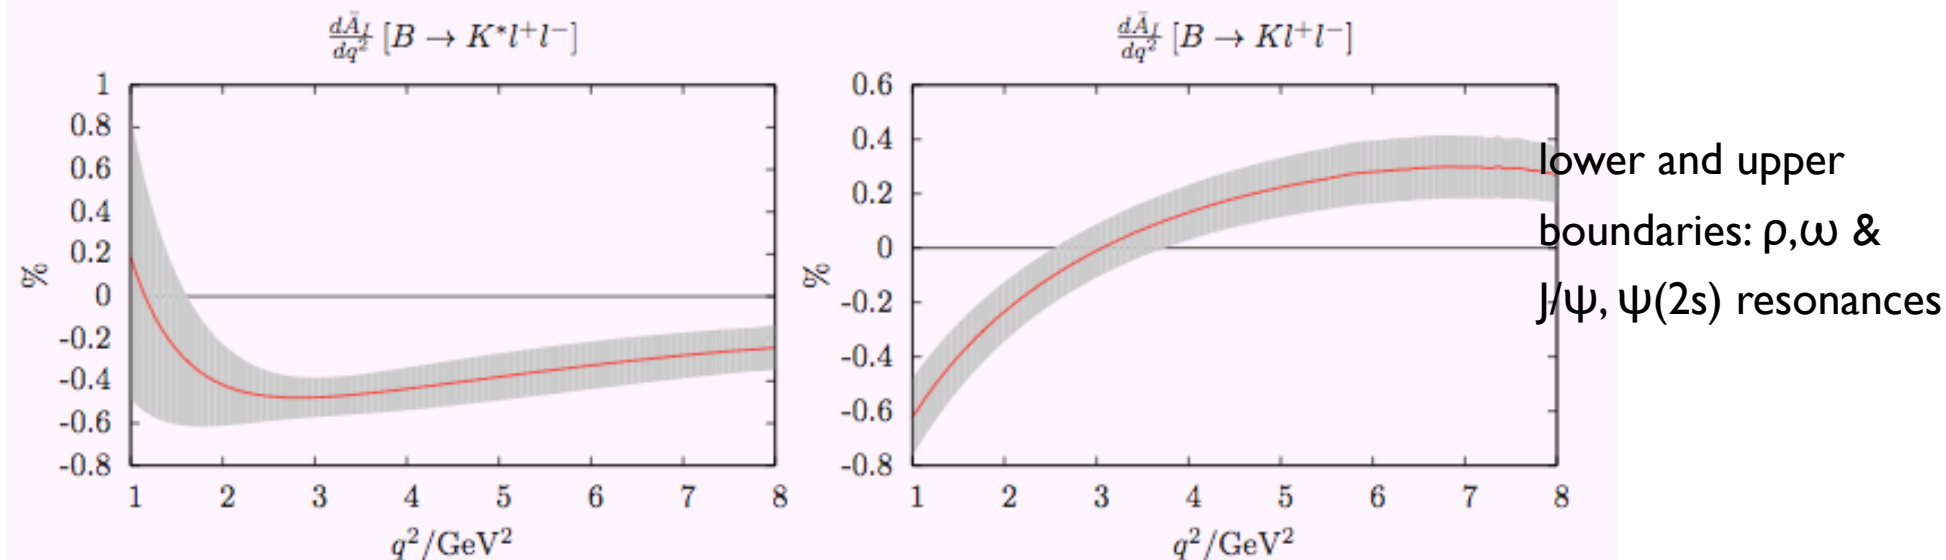 dĀ_I/dq² [B → K*l⁺l⁻]
1
0.8
0.6
0.4
0.2
0
-0.2
-0.4
-0.6
-0.8
%
1 2 3 4 5 6 7 8
q²/GeV²
dĀ_I/dq² [B → Kl⁺l⁻]
0.6
0.4
0.2
0
-0.2
-0.4
-0.6
-0.8
%
1 2 3 4 5 6 7 8
q²/GeV²
lower and upper
boundaries: ρ,ω &
J/ψ, ψ(2s) resonances